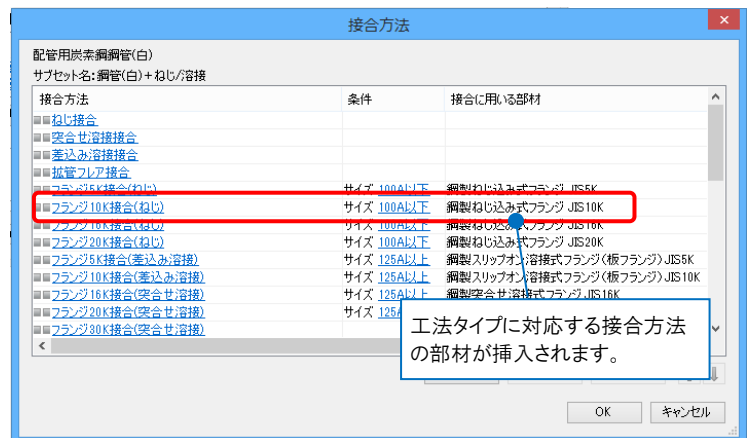 接合方法
配管用炭素鋼鋼管(白)
サブセット名: 鋼管(白)+ねじ/溶接
接合方法 条件 接合に用いる部材
ねじ接合
突合せ溶接接合
差込み溶接接合
拡管フレア接合
フランジ5K接合(ねじ) サイズ 100A以下 鋼製ねじ込み式フランジ JIS5K
フランジ10K接合(ねじ) サイズ 100A以下 鋼製ねじ込み式フランジ JIS10K
フランジ16K接合(ねじ) サイズ 100A以下 鋼製ねじ込み式フランジ JIS16K
フランジ20K接合(ねじ) サイズ 100A以下 鋼製ねじ込み式フランジ JIS20K
フランジ5K接合(差込み溶接) サイズ 125A以上 鋼製スリップオン溶接式フランジ(板フランジ) JIS5K
フランジ10K接合(差込み溶接) サイズ 125A以上 鋼製スリップオン溶接式フランジ(板フランジ) JIS10K
フランジ16K接合(突合せ溶接) サイズ 125A以上 鋼製突合せ溶接式フランジ JIS16K
フランジ20K接合(突合せ溶接) サイズ 125A
フランジ30K接合(突合せ溶接)
工法タイプに対応する接合方法
の部材が挿入されます。
OK キャンセル